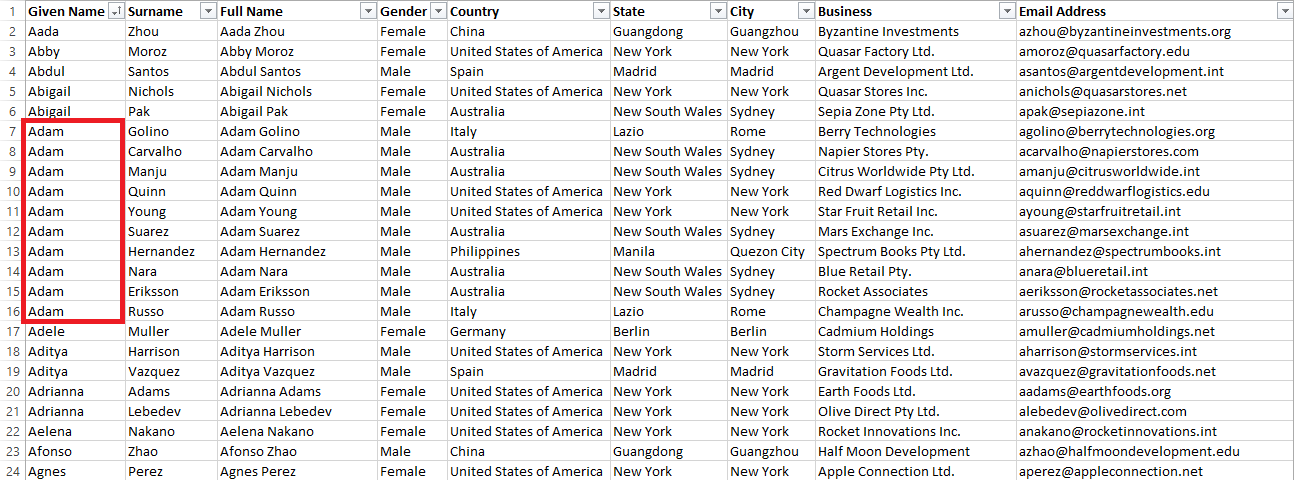 1 Given Name Surname Full Name Gender Country State City Business Email Address
2 Aada Zhou Aada Zhou Female China Guangdong Guangzhou Byzantine Investments azhou@byzantineinvestments.org
3 Abby Moroz Abby Moroz Female United States of America New York New York Quasar Factory Ltd. amoroz@quasarfactory.edu
4 Abdul Santos Abdul Santos Male Spain Madrid Madrid Argent Development Ltd. asantos@argentdevelopment.int
5 Abigail Nichols Abigail Nichols Female United States of America New York New York Quasar Stores Inc. anichols@quasarstores.net
6 Abigail Pak Abigail Pak Female Australia New South Wales Sydney Sepia Zone Pty Ltd. apak@sepiazone.int
7 Adam Golino Adam Golino Male Italy Lazio Rome Berry Technologies agolino@berrytechnologies.org
8 Adam Carvalho Adam Carvalho Male Australia New South Wales Sydney Napier Stores Pty. acarvalho@napierstores.com
9 Adam Manju Adam Manju Male Australia New South Wales Sydney Citrus Worldwide Pty Ltd. amanju@citrusworldwide.int
10 Adam Quinn Adam Quinn Male United States of America New York New York Red Dwarf Logistics Inc. aquinn@reddwarflogistics.edu
11 Adam Young Adam Young Male United States of America New York New York Star Fruit Retail Inc. ayoung@starfruitretail.int
12 Adam Suarez Adam Suarez Male Australia New South Wales Sydney Mars Exchange Inc. asuarez@marsexchange.int
13 Adam Hernandez Adam Hernandez Male Philippines Manila Quezon City Spectrum Books Pty Ltd. ahernandez@spectrumbooks.int
14 Adam Nara Adam Nara Male Australia New South Wales Sydney Blue Retail Pty. anara@blueretail.int
15 Adam Eriksson Adam Eriksson Male Australia New South Wales Sydney Rocket Associates aeriksson@rocketassociates.net
16 Adam Russo Adam Russo Male Italy Lazio Rome Champagne Wealth Inc. arusso@champagnewealth.edu
17 Adele Muller Adele Muller Female Germany Berlin Berlin Cadmium Holdings amuller@cadmiumholdings.net
18 Aditya Harrison Aditya Harrison Male United States of America New York New York Storm Services Ltd. aharrison@stormservices.int
19 Aditya Vazquez Aditya Vazquez Male Spain Madrid Madrid Gravitation Foods Ltd. avazquez@gravitationfoods.net
20 Adrianna Adams Adrianna Adams Female United States of America New York New York Earth Foods Ltd. aadams@earthfoods.org
21 Adrianna Lebedev Adrianna Lebedev Female United States of America New York New York Olive Direct Pty Ltd. alebedev@olivedirect.com
22 Aelena Nakano Aelena Nakano Female United States of America New York New York Rocket Innovations Inc. anakano@rocketinnovations.int
23 Afonso Zhao Afonso Zhao Male China Guangdong Guangzhou Half Moon Development azhao@halfmoondevelopment.edu
24 Agnes Perez Agnes Perez Female United States of America New York New York Apple Connection Ltd. aperez@appleconnection.net